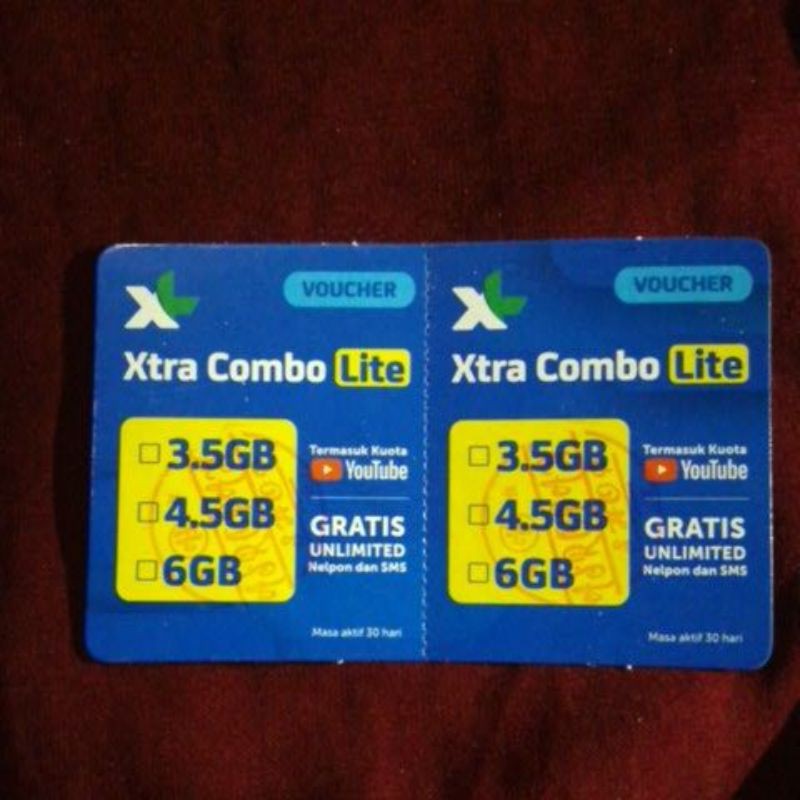 XL
VOUCHER
Xtra Combo Lite
3.5GB
4.5GB
6GB
Termasuk Kuota
YouTube
GRATIS
UNLIMITED
Nelpon dan SMS
Masa aktif 30 hari
XL
VOUCHER
Xtra Combo Lite
3.5GB
4.5GB
6GB
Termasuk Kuota
YouTube
GRATIS
UNLIMITED
Nelpon dan SMS
Masa aktif 30 hari